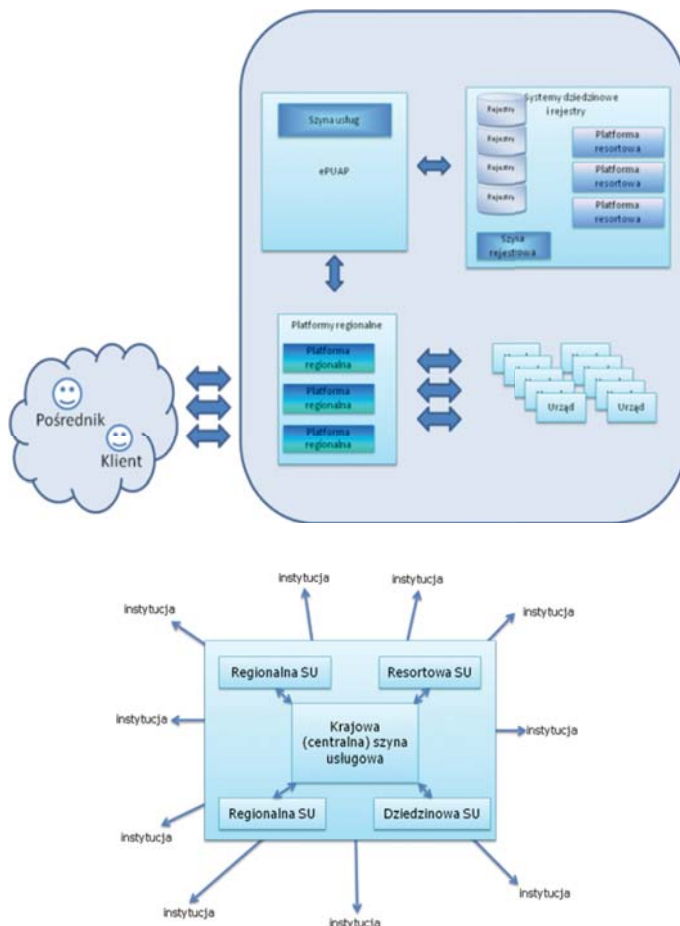 Szyna usług
ePUAP
Systemy dziedzinowe
i rejestry
Rejestry
Rejestry
Rejestry
Rejestry
Platforma
resortowa
Platforma
resortowa
Platforma
resortowa
Szyna
rejestrowa
Platformy regionalne
Platforma
regionalna
Platforma
regionalna
Platforma
regionalna
Pośrednik
Klient
Urząd
Urząd
instytucja
instytucja
instytucja
instytucja
Regionalna SU
Resortowa SU
Krajowa
(centralna) szyna
usługowa
instytucja
instytucja
Regionalna SU
Dziedzinowa SU
instytucja
instytucja
instytucja
instytucja